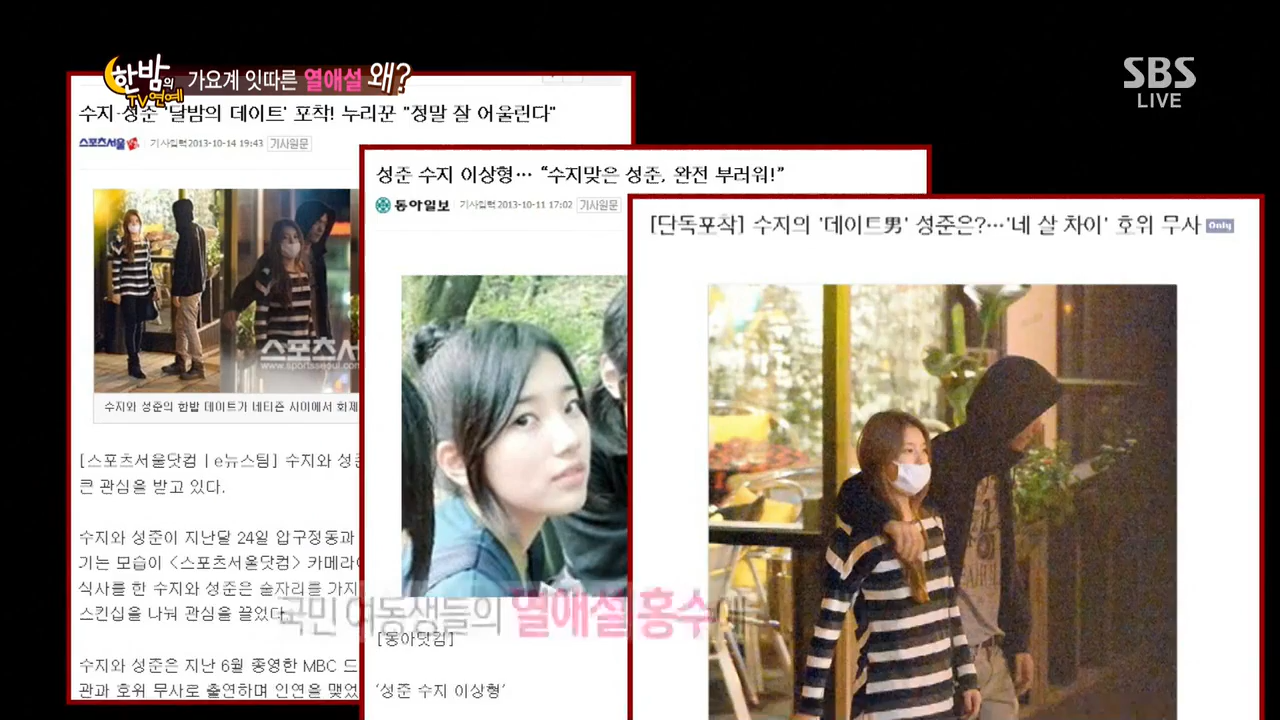 한밤의
TV연예
가요계 잇따른 열애설 왜?
SBS
LIVE
수지-성준 '달밤의 데이트' 포착! 누리꾼 "정말 잘 어울린다"
스포츠서울 기사입력 2013-10-14 19:43 기사원문
스포츠서
www.sportsseoul.com
수지와 성준의 한밤 데이트가 네티즌 사이에서 화제
[스포츠서울닷컴 | e뉴스팀] 수지와 성준
큰 관심을 받고 있다.
수지와 성준이 지난달 24일 압구정동과
기는 모습이 <스포츠서울닷컴> 카메라에
식사를 한 수지와 성준은 술자리를 가지
스킨십을 나눠 관심을 끌었다.
수지와 성준은 지난 6월 종영한 MBC 드
관과 호위 무사로 출연하며 인연을 맺었
성준 수지 이상형… "수지맞은 성준, 완전 부러워!"
동아일보 기사입력 2013-10-11 17:02 기사원문
[동아닷컴]
'성준 수지 이상형'
[단독포착] 수지의 '데이트男' 성준은?…'네 살 차이' 호위 무사 Only
국민 여동생들의 열애설 홍수에